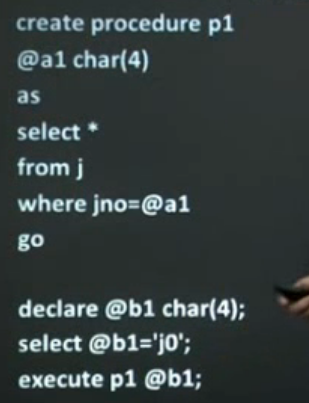 create procedure p1
@a1 char(4)
as
select *
from j
where jno=@a1
go
declare @b1 char(4);
select @b1='j0';
execute p1 @b1;